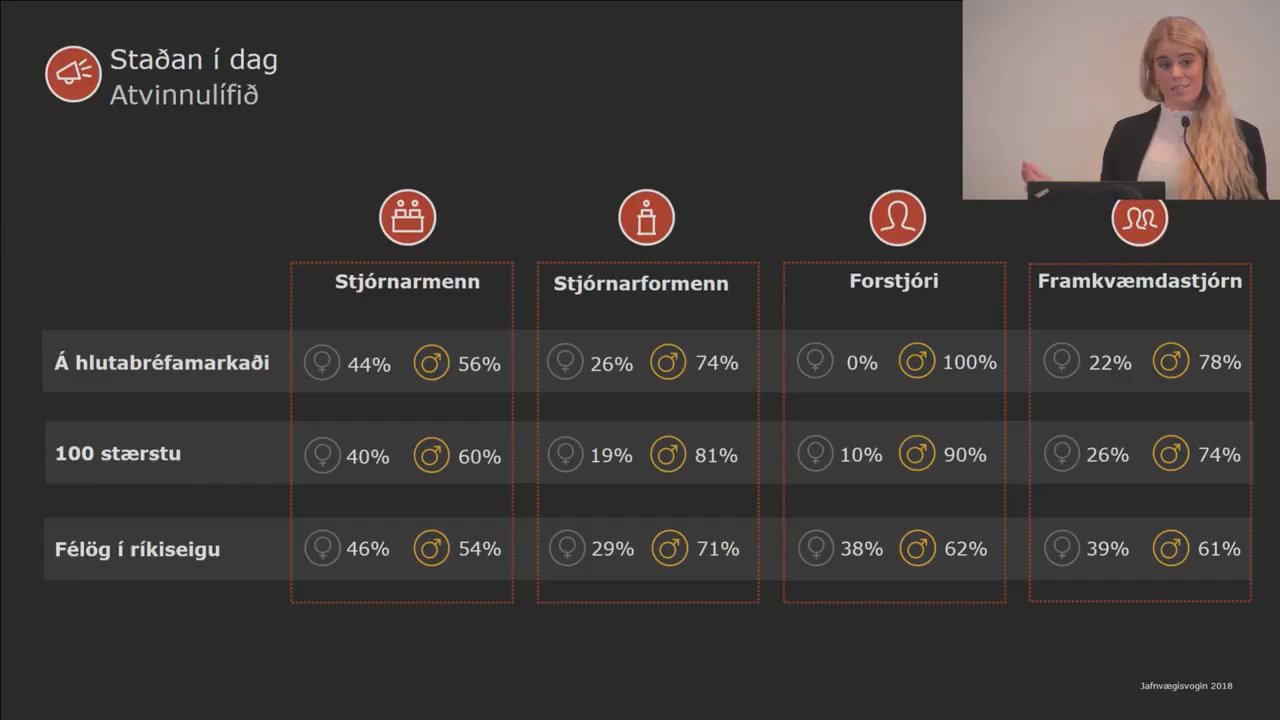 Staðan í dag
Atvinnulífið
Stjórnarmenn Stjórnarformenn Forstjóri Framkvæmdastjórn
Á hlutabréfamarkaði 44% 56% 26% 74% 0% 100% 22% 78%
100 stærstu 40% 60% 19% 81% 10% 90% 26% 74%
Félög í ríkiseigu 46% 54% 29% 71% 38% 62% 39% 61%
Jafnvægisvogin 2018